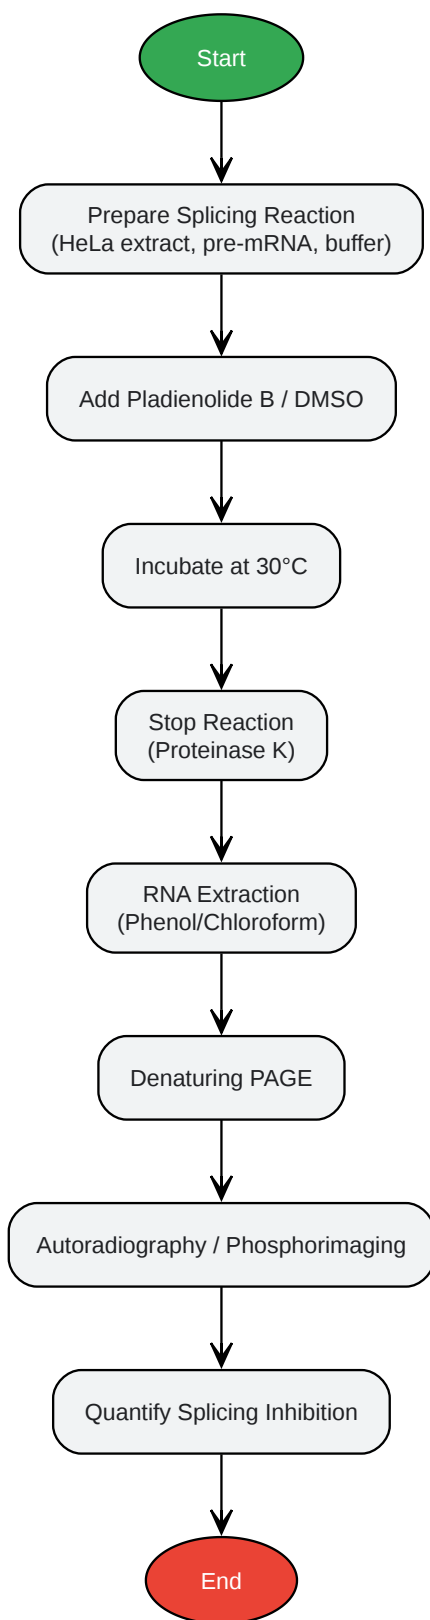 Start
Prepare Splicing Reaction
(HeLa extract, pre-mRNA, buffer)
Add Pladienolide B / DMSO
Incubate at 30°C
Stop Reaction
(Proteinase K)
RNA Extraction
(Phenol/Chloroform)
Denaturing PAGE
Autoradiography / Phosphorimaging
Quantify Splicing Inhibition
End